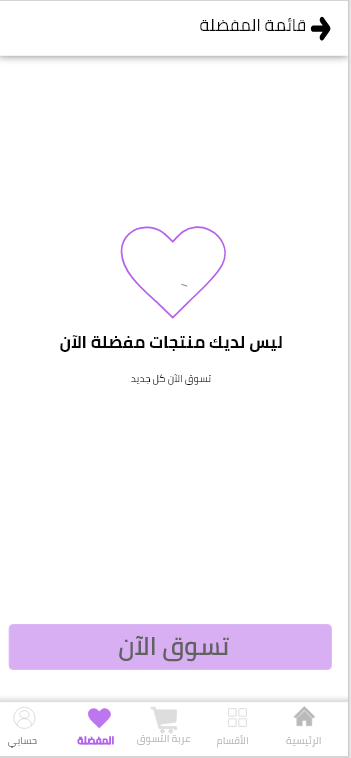 قائمة المفضلة
ليس لديك منتجات مفضلة الآن
تسوق الآن كل جديد
تسوق الآن
الرئيسية
الأقسام
عربة التسوق
المفضلة
حسابي